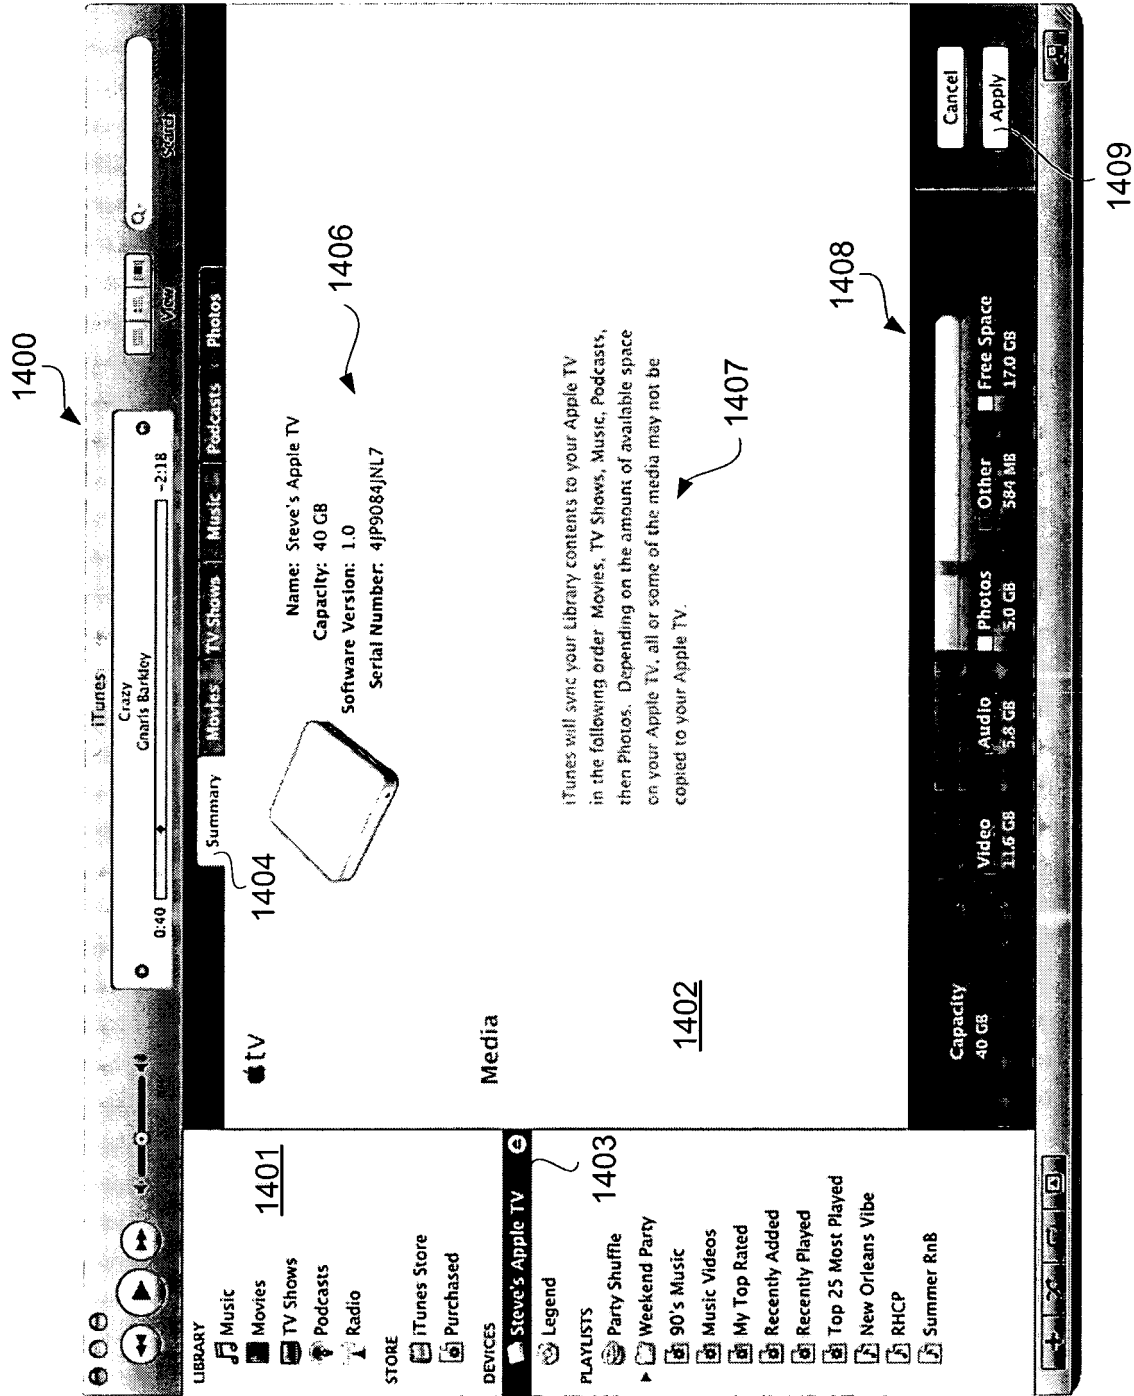 1400
iTunes
Crazy
Gnaris Barkley
0:40
-2:18
View
Search
LIBRARY
Music
Movies
TV Shows
Podcasts
Radio
STORE
iTunes Store
Purchased
DEVICES
Steve's Apple TV
Legend
PLAYLISTS
Party Shuffle
Weekend Party
90's Music
Music Videos
My Top Rated
Recently Added
Recently Played
Top 25 Most Played
New Orleans Vibe
RHCP
Summer RnB
1401
1403
Summary
Movies
TV Shows
Music
Podcasts
Photos
1404
tv
Name: Steve's Apple TV
Capacity: 40 GB
Software Version: 1.0
Serial Number: 4JP9084JNL7
1406
Media
iTunes will sync your Library contents to your Apple TV
in the following order Movies, TV Shows, Music, Podcasts,
then Photos. Depending on the amount of available space
on your Apple TV, all or some of the media may not be
copied to your Apple TV.
1407
1402
1408
Capacity
40 GB
Video
11.6 GB
Audio
5.8 GB
Photos
5.0 GB
Other
584 MB
Free Space
17.0 GB
Cancel
Apply
1409